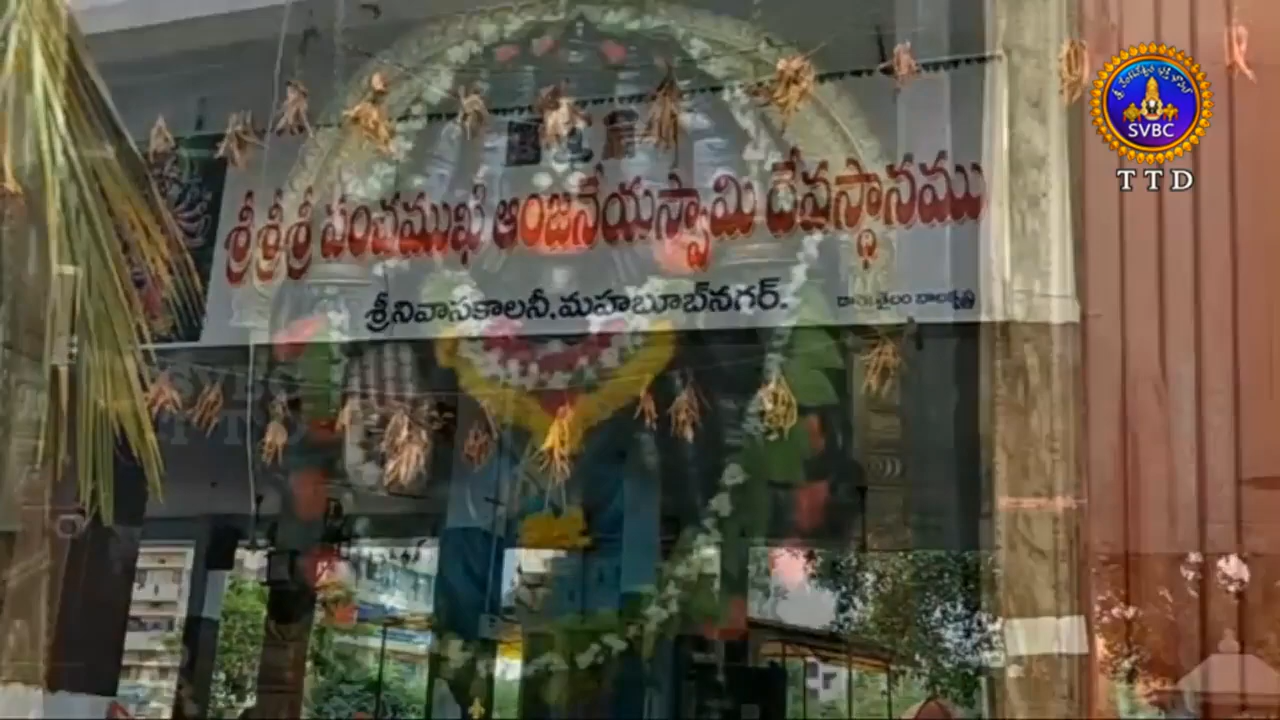 శ్రీ శ్రీ శ్రీ పంచముఖ ఆంజనేయస్వామి దేవస్థానము
శ్రీనివాసకాలనీ.మహబూబ్‌నగర్.
SVBC
TTD